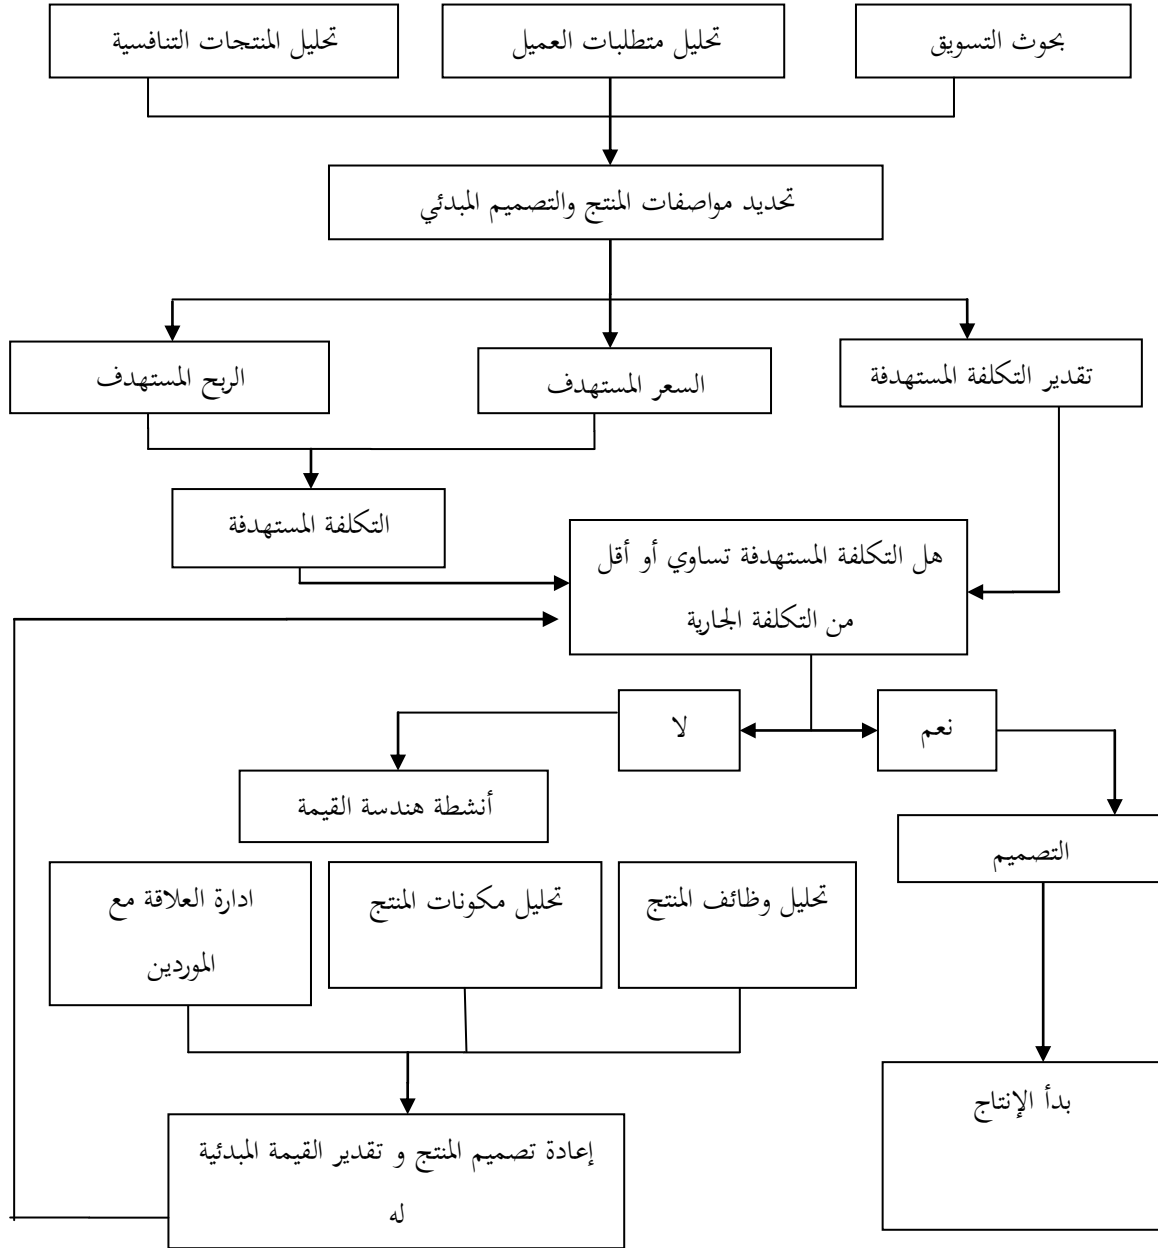 بحوث التسويق
تحليل متطلبات العميل
تحليل المنتجات التنافسية
تحديد مواصفات المنتج والتصميم المبدئي
تقدير التكلفة المستهدفة
السعر المستهدف
الربح المستهدف
التكلفة المستهدفة
هل التكلفة المستهدفة تساوي أو أقل
من التكلفة الجارية
نعم
لا
أنشطة هندسة القيمة
التصميم
تحليل وظائف المنتج
تحليل مكونات المنتج
ادارة العلاقة مع
الموردين
بدأ الإنتاج
إعادة تصميم المنتج و تقدير القيمة المبدئية
له